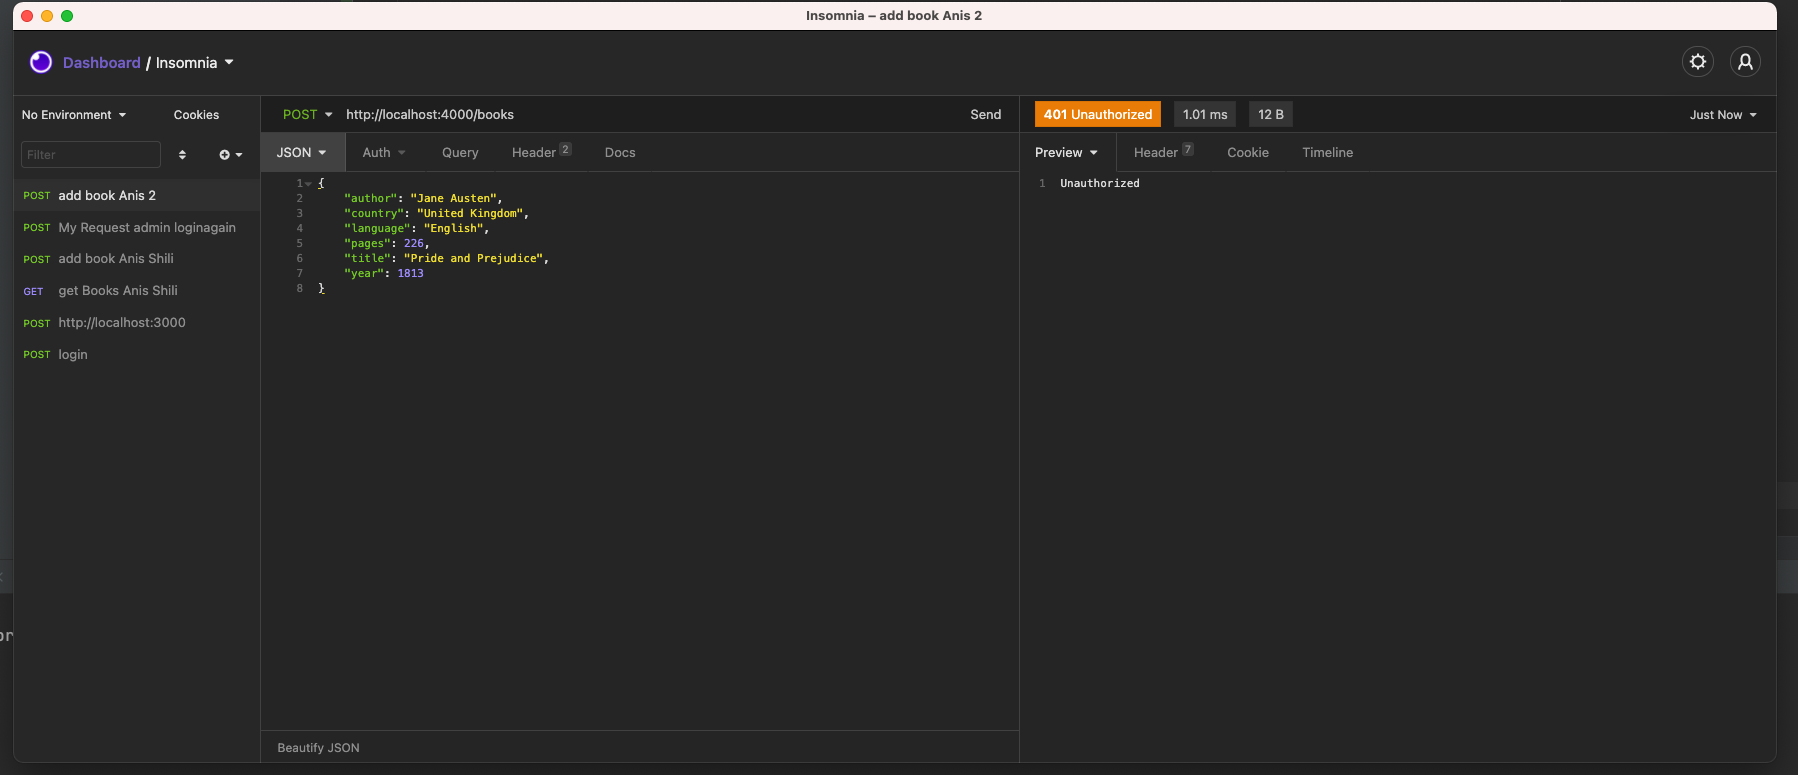 Insomnia – add book Anis 2
Dashboard / Insomnia
No Environment
Cookies
Filter
POST add book Anis 2
POST My Request admin loginagain
POST add book Anis Shili
GET get Books Anis Shili
POST http://localhost:3000
POST login
POST http://localhost:4000/books Send
JSON Auth Query Header 2 Docs
1 {
2 "author": "Jane Austen",
3 "country": "United Kingdom",
4 "language": "English",
5 "pages": 226,
6 "title": "Pride and Prejudice",
7 "year": 1813
8 }
Beautify JSON
401 Unauthorized 1.01 ms 12 B Just Now
Preview Header 7 Cookie Timeline
1 Unauthorized